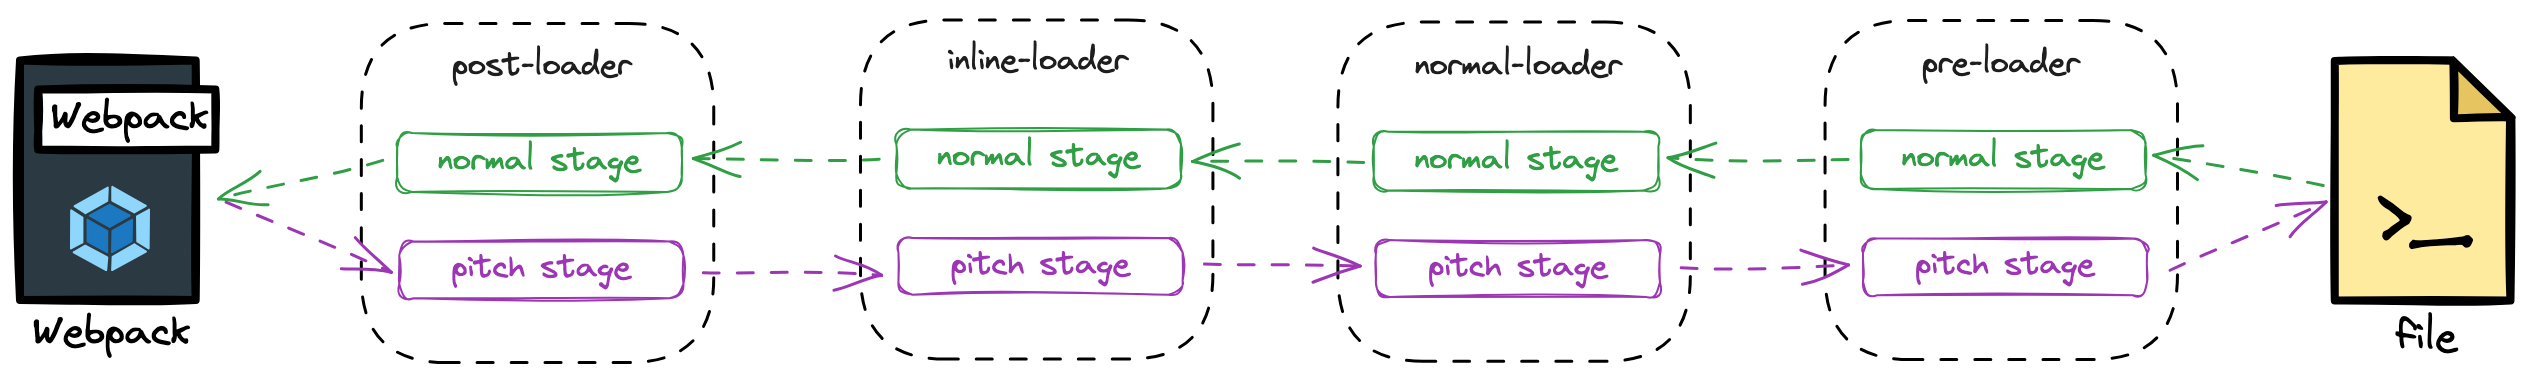 Webpack
Webpack
post-loader
normal stage
pitch stage
inline-loader
normal stage
pitch stage
normal-loader
normal stage
pitch stage
pre-loader
normal stage
pitch stage
>_
file